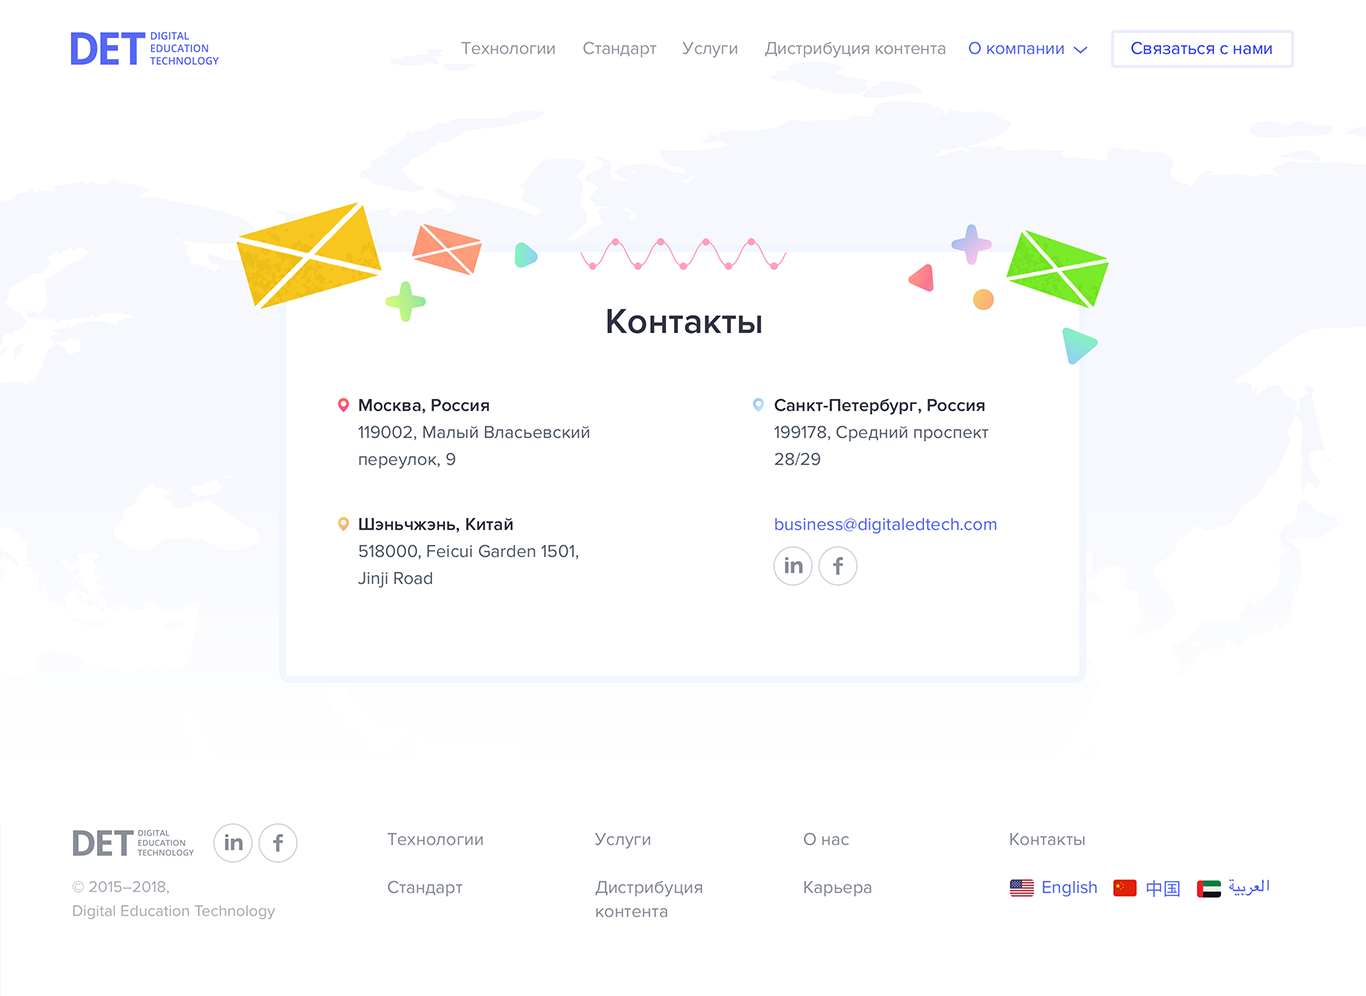 DET DIGITAL
EDUCATION
TECHNOLOGY
Технологии Стандарт Услуги Дистрибуция контента О компании Связаться с нами
Контакты
Москва, Россия
119002, Малый Власьевский
переулок, 9
Санкт-Петербург, Россия
199178, Средний проспект
28/29
Шэньчжэнь, Китай
518000, Feicui Garden 1501,
Jinji Road
business@digitaledtech.com
in f
DET DIGITAL
EDUCATION
TECHNOLOGY
in f
© 2015–2018,
Digital Education Technology
Технологии
Стандарт
Услуги
Дистрибуция
контента
О нас
Карьера
Контакты
English 中国 العربية